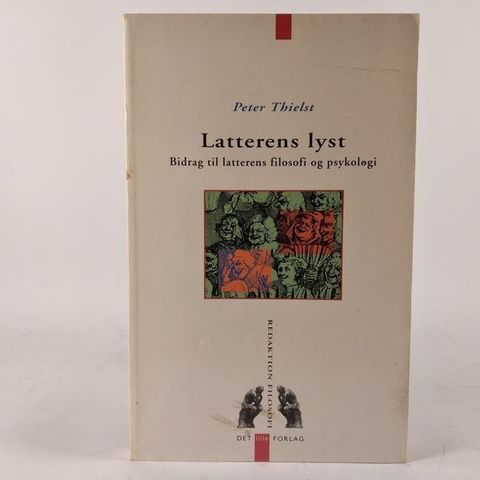 Peter Thielst
Latterens lyst
Bidrag til latterens filosofi og psykologi
REDAKTION FILOSOFI
DET lille FORLAG